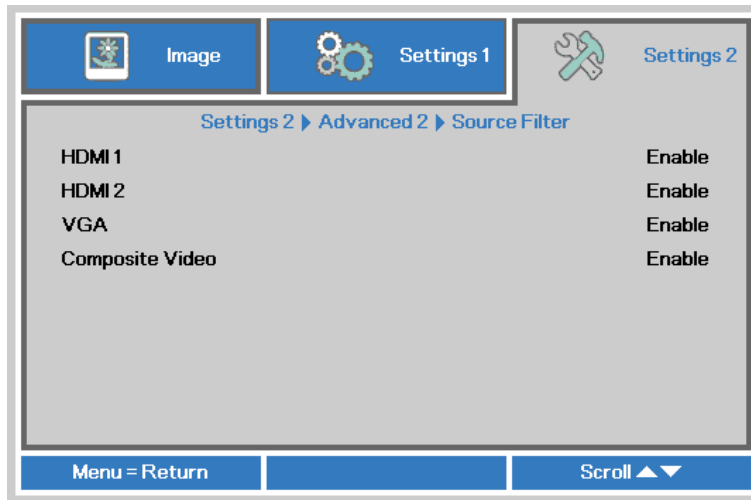 Image
Settings 1
Settings 2
Settings 2 ▶ Advanced 2 ▶ Source Filter
HDMI 1 Enable
HDMI 2 Enable
VGA Enable
Composite Video Enable
Menu = Return
Scroll ▲▼